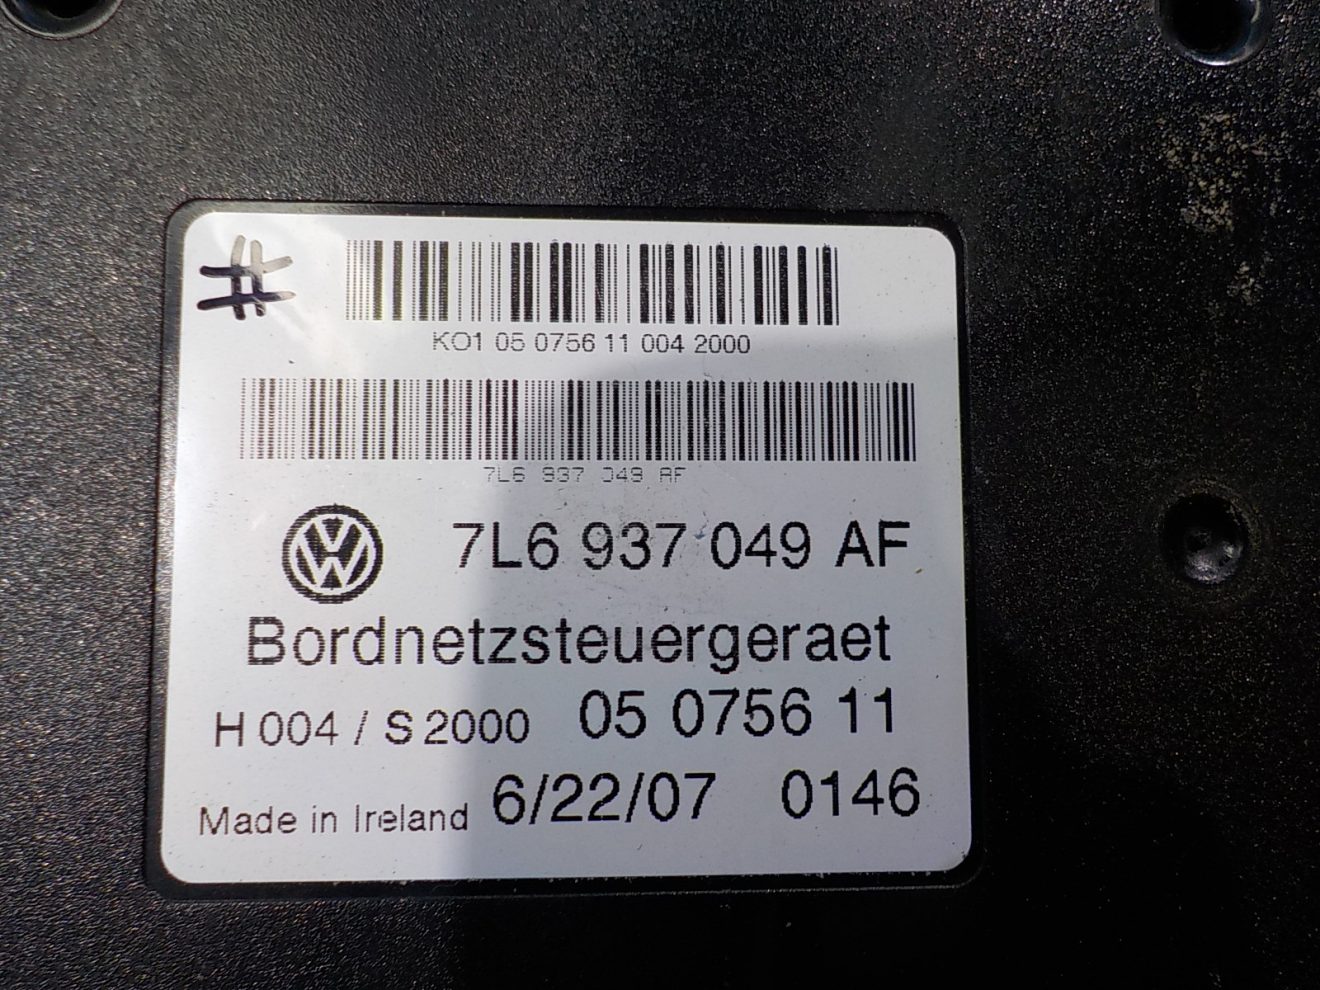 #
KO1 05 0756 11 004 2000
7L6 937 049 AF
7L6 937 049 AF
Bordnetzsteuergeraet
H 004 / S 2000 05 0756 11
Made in Ireland 6/22/07 0146